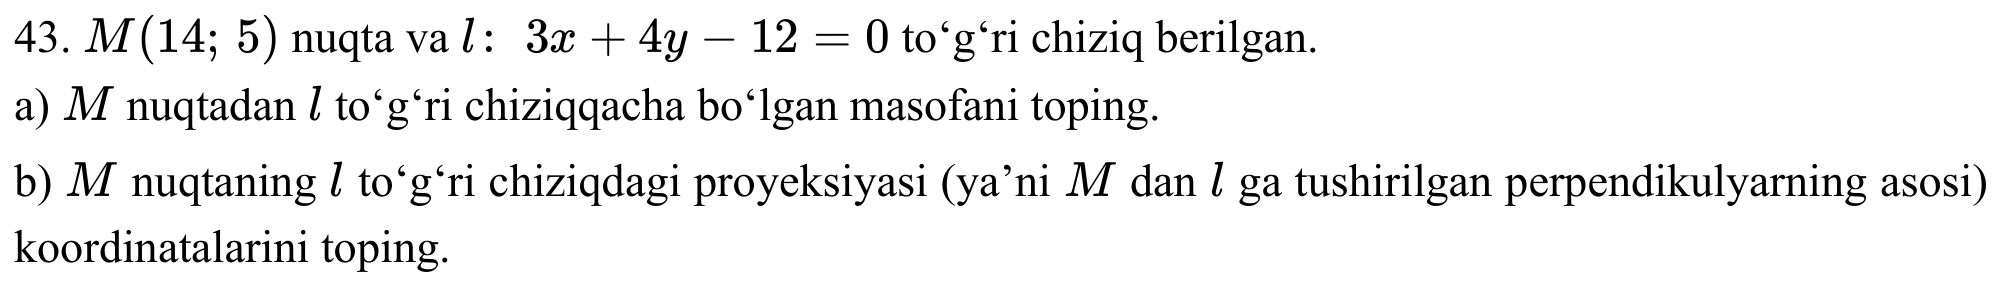 43. M(14; 5) nuqta va l: 3x + 4y − 12 = 0 to‘g‘ri chiziq berilgan.
a) M nuqtadan l to‘g‘ri chiziqqacha bo‘lgan masofani toping.
b) M nuqtaning l to‘g‘ri chiziqdagi proyeksiyasi (ya’ni M dan l ga tushirilgan perpendikulyarning asosi)
koordinatalarini toping.